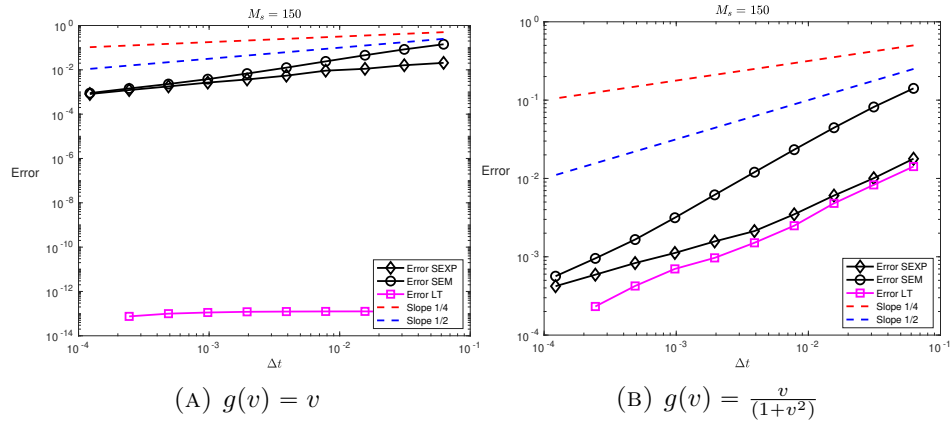 M_s = 150
10^0
10^-2
10^-4
10^-6
Error
10^-8
10^-10
10^-12
10^-14
Error SEXP
Error SEM
Error LT
Slope 1/4
Slope 1/2
10^-4
10^-3
10^-2
10^-1
Δt
(A) g(v) = v
M_s = 150
10^0
10^-1
Error
10^-2
10^-3
10^-4
Error SEXP
Error SEM
Error LT
Slope 1/4
Slope 1/2
10^-4
10^-3
10^-2
10^-1
Δt
(B) g(v) = v/(1+v^2)